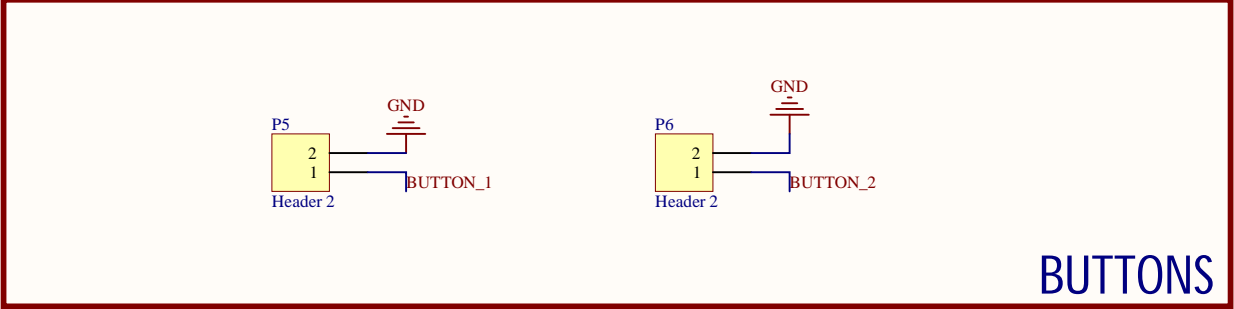 GND
P5
2
1
BUTTON_1
Header 2
GND
P6
2
1
BUTTON_2
Header 2
BUTTONS